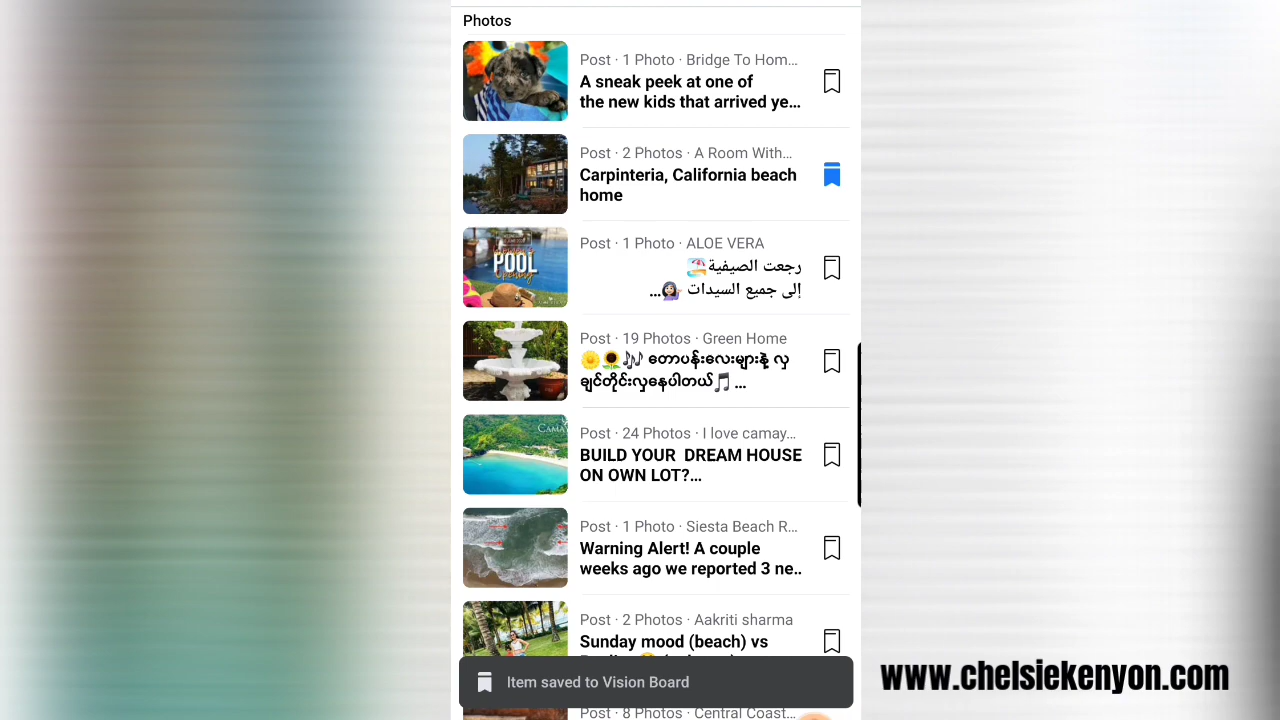 Photos
Post · 1 Photo · Bridge To Hom...
A sneak peek at one of
the new kids that arrived ye...
Post · 2 Photos · A Room With...
Carpinteria, California beach
home
Post · 1 Photo · ALOE VERA
رجعت الصيفية🏖️
إلى جميع السيدات 💁🏻‍♀️...
POOL
Opening
Post · 19 Photos · Green Home
🌼🌻🎶 တောပန်းလေးများနဲ့ လှ
ချင်တိုင်းလှနေပါတယ်🎵...
Post · 24 Photos · I love camay...
BUILD YOUR DREAM HOUSE
ON OWN LOT?...
CAMAY
Post · 1 Photo · Siesta Beach R...
Warning Alert! A couple
weeks ago we reported 3 ne..
Post · 2 Photos · Aakriti sharma
Sunday mood (beach) vs
Item saved to Vision Board
Post · 8 Photos · Central Coast...
www.chelsiekenyon.com